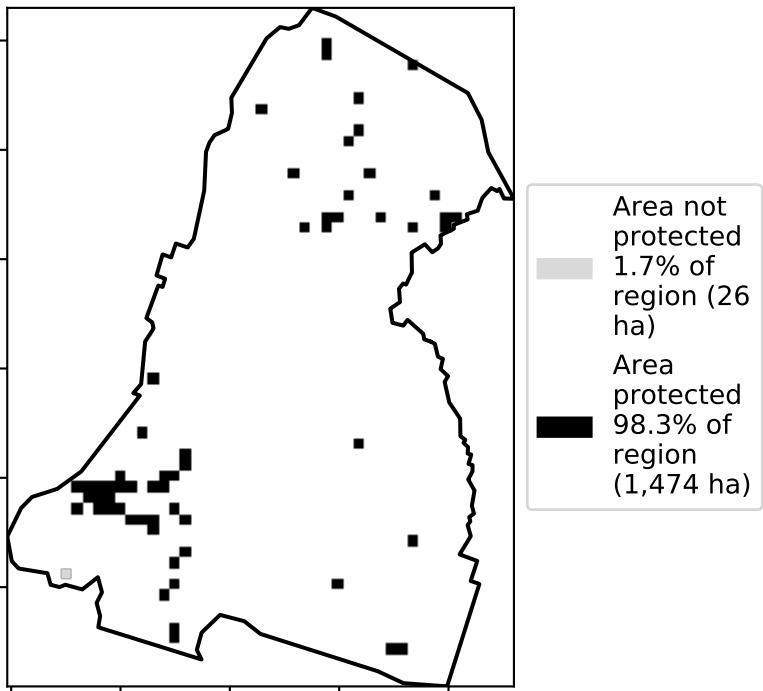 Area not
protected
1.7% of
region (26
ha)
Area
protected
98.3% of
region
(1,474 ha)